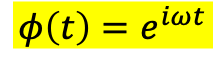 ϕ(t) = e^{iωt}